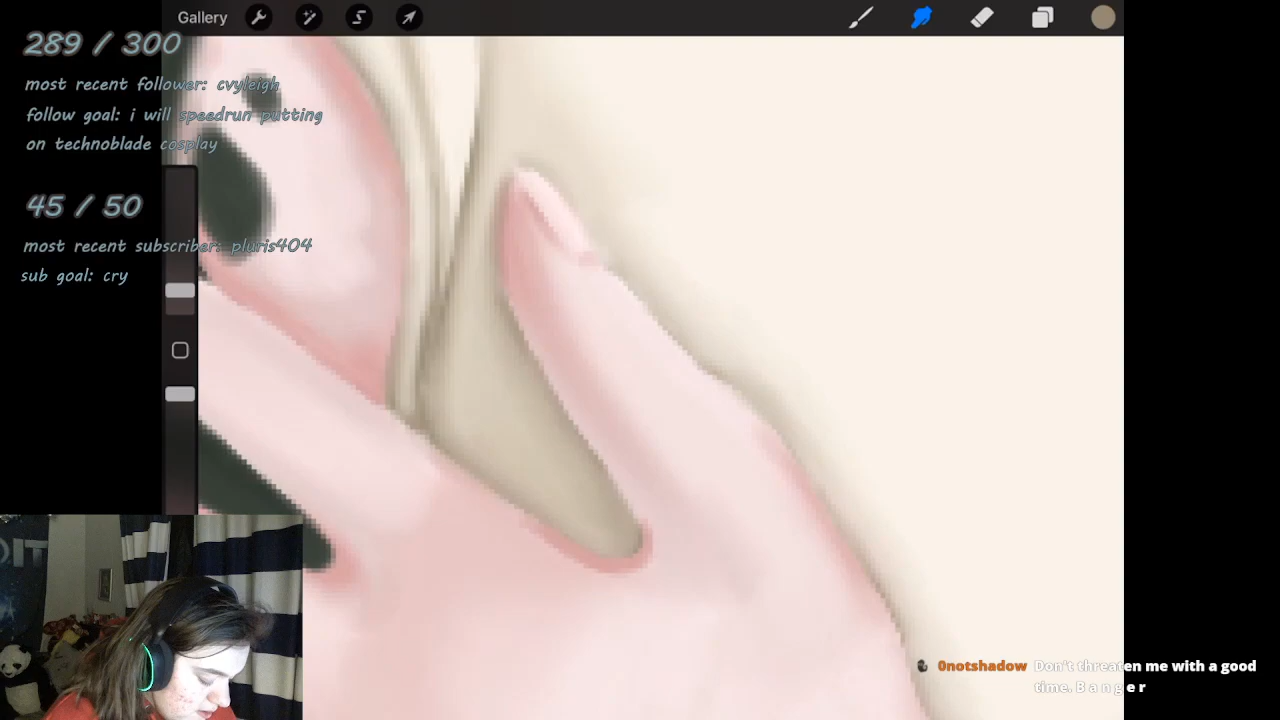 Gallery
289 / 300
most recent follower: cvyleigh
follow goal: i will speedrun putting
on technoblade cosplay
45 / 50
most recent subscriber: pluris404
sub goal: cry
0notshadow Don't threaten me with a good
time. B a n g e r